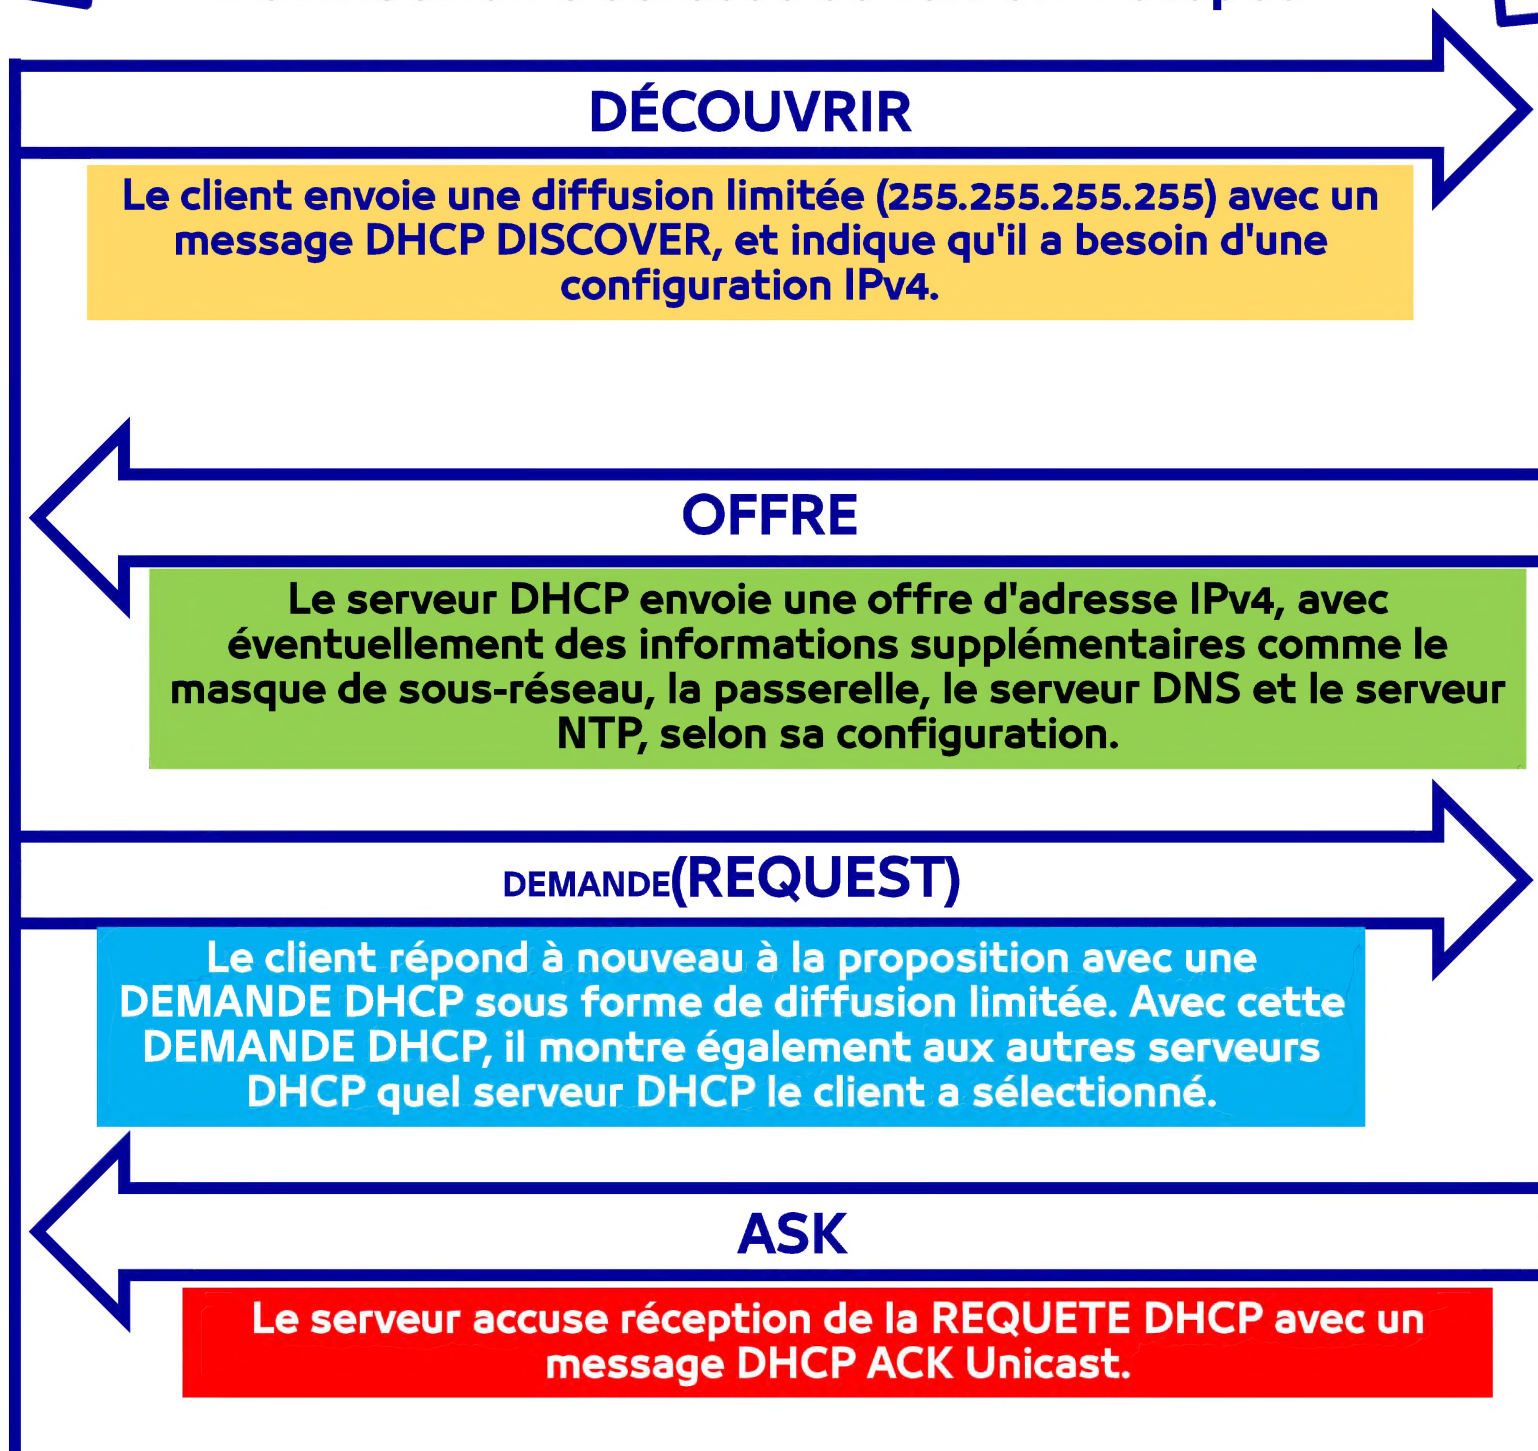 DÉCOUVRIR
Le client envoie une diffusion limitée (255.255.255.255) avec un
message DHCP DISCOVER, et indique qu'il a besoin d'une
configuration IPv4.
OFFRE
Le serveur DHCP envoie une offre d'adresse IPv4, avec
éventuellement des informations supplémentaires comme le
masque de sous-réseau, la passerelle, le serveur DNS et le serveur
NTP, selon sa configuration.
DEMANDE(REQUEST)
Le client répond à nouveau à la proposition avec une
DEMANDE DHCP sous forme de diffusion limitée. Avec cette
DEMANDE DHCP, il montre également aux autres serveurs
DHCP quel serveur DHCP le client a sélectionné.
ASK
Le serveur accuse réception de la REQUETE DHCP avec un
message DHCP ACK Unicast.